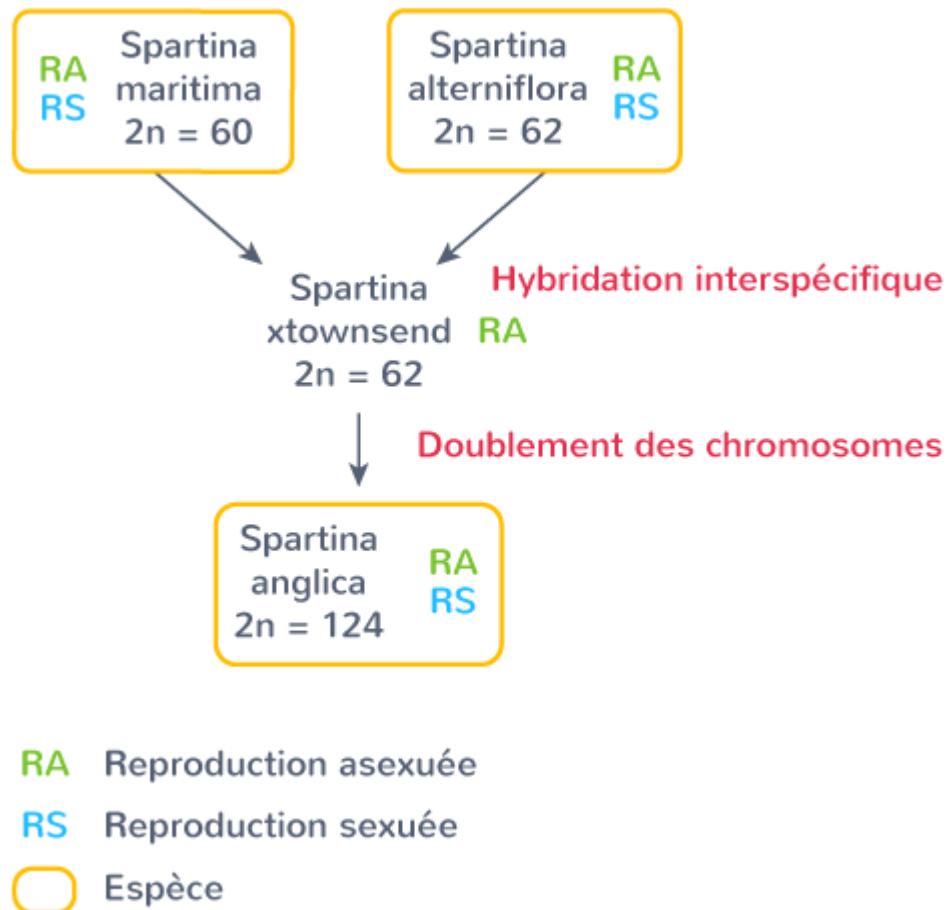 RA
RS
Spartina
maritima
2n = 60
Spartina
alterniflora
2n = 62
RA
RS
Hybridation interspécifique
Spartina
xtownsend
2n = 62
RA
Doublement des chromosomes
Spartina
anglica
2n = 124
RA
RS
RA Reproduction asexuée
RS Reproduction sexuée
Espèce